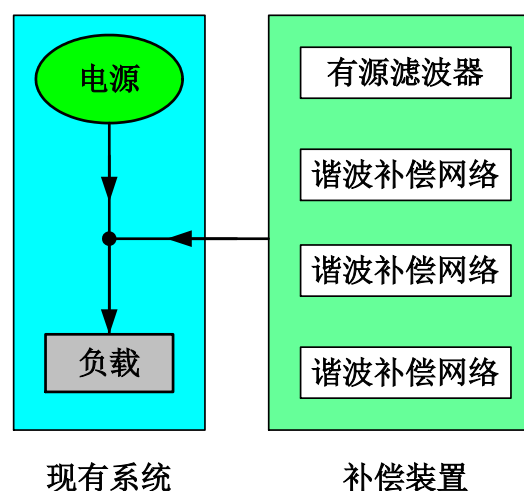 电源
负载
现有系统
有源滤波器
谐波补偿网络
谐波补偿网络
谐波补偿网络
补偿装置